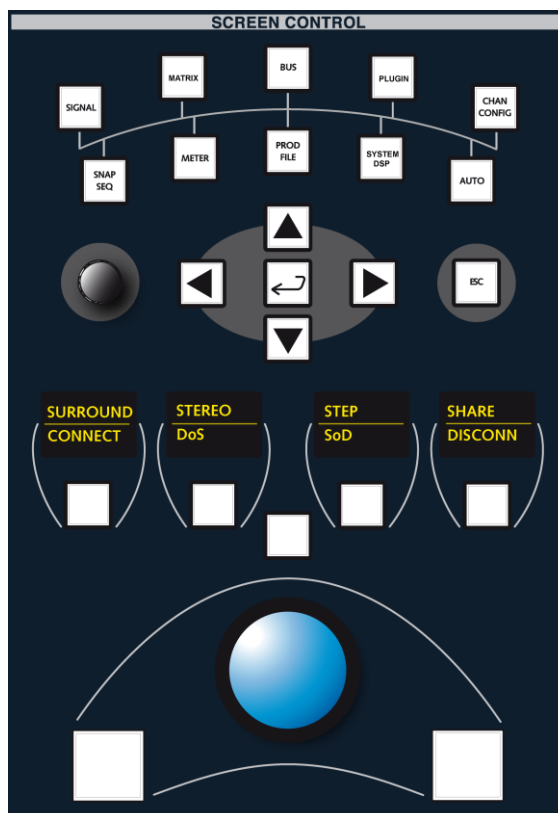 SCREEN CONTROL
BUS
MATRIX
PLUGIN
SIGNAL
CHAN
CONFIG
PROD
FILE
METER
SYSTEM
DSP
SNAP
SEQ
AUTO
ESC
SURROUND
CONNECT
STEREO
DoS
STEP
SoD
SHARE
DISCONN